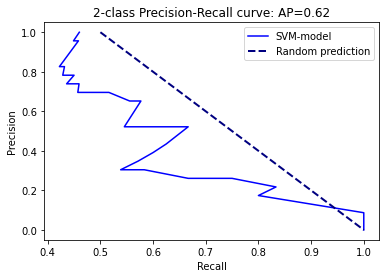 2-class Precision-Recall curve: AP=0.62
SVM-model
Random prediction
Precision
1.0
0.8
0.6
0.4
0.2
0.0
0.4 0.5 0.6 0.7 0.8 0.9 1.0
Recall